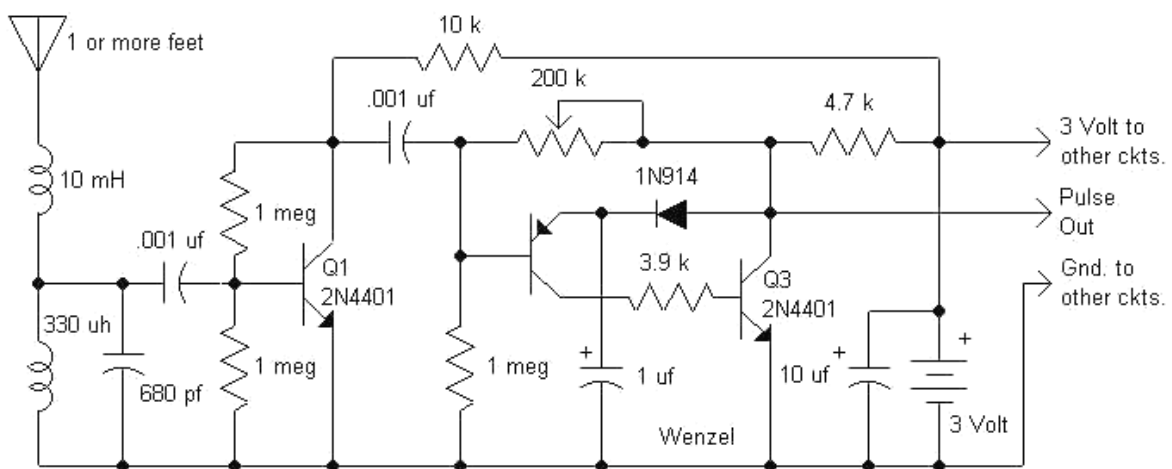 1 or more feet
10 k
200 k
.001 uf
4.7 k
3 Volt to
other ckts.
10 mH
1 meg
1N914
Pulse
Out
.001 uf
Q1
2N4401
3.9 k
Q3
2N4401
Gnd. to
other ckts.
330 uh
680 pf
1 meg
1 meg
+
1 uf
+
10 uf
+
3 Volt
Wenzel